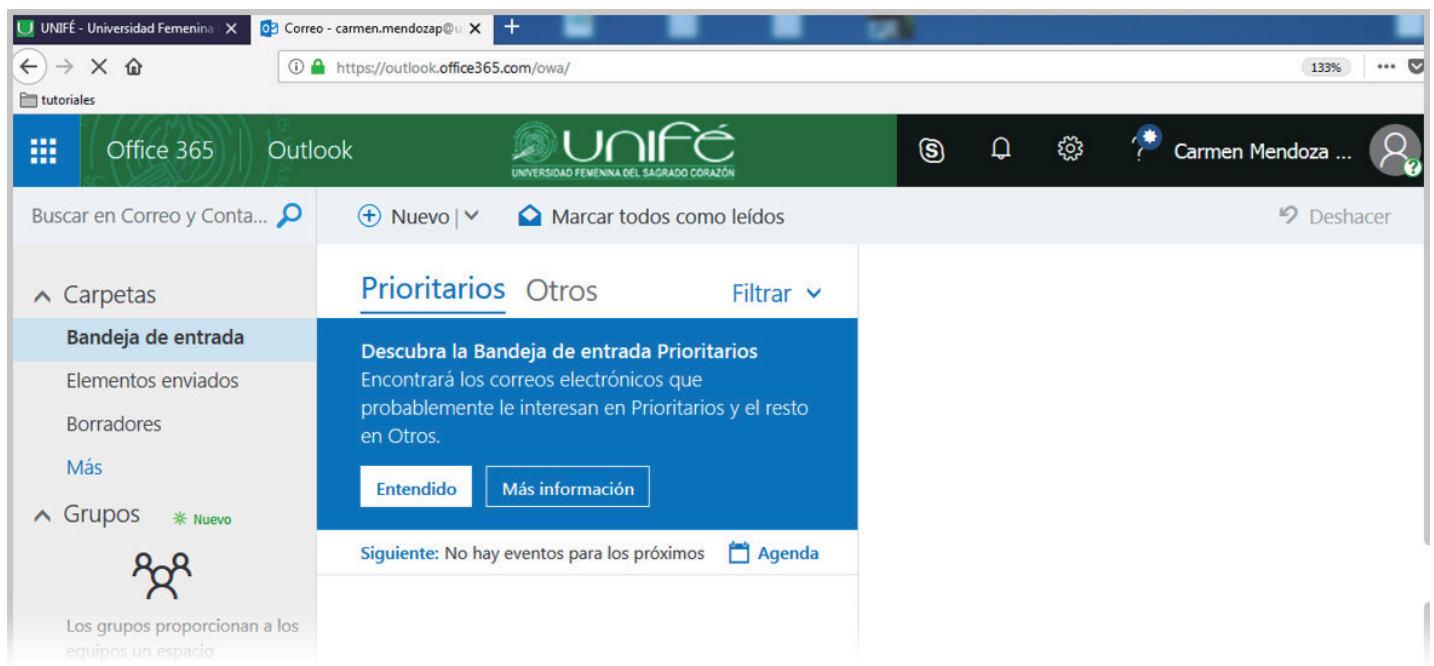 UNIFÉ - Universidad Femenina
Correo - carmen.mendozap@u
https://outlook.office365.com/owa/
133%
tutoriales
Office 365
Outlook
unifé
UNIVERSIDAD FEMENINA DEL SAGRADO CORAZÓN
Carmen Mendoza ...
Buscar en Correo y Conta...
Nuevo
Marcar todos como leídos
Deshacer
Carpetas
Bandeja de entrada
Elementos enviados
Borradores
Más
Grupos
Nuevo
Los grupos proporcionan a los
equipos un espacio
Prioritarios
Otros
Filtrar
Descubra la Bandeja de entrada Prioritarios
Encontrará los correos electrónicos que
probablemente le interesan en Prioritarios y el resto
en Otros.
Entendido
Más información
Siguiente: No hay eventos para los próximos
Agenda